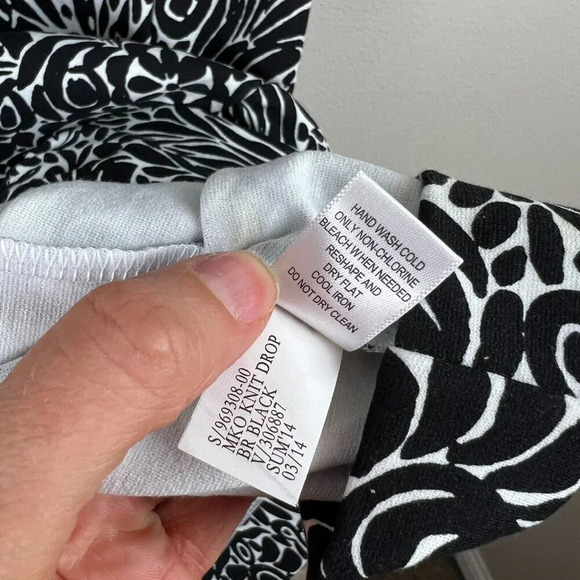 HAND WASH COLD
ONLY NON-CHLORINE
BLEACH WHEN NEEDED
RESHAPE AND
DRY FLAT
COOL IRON
DO NOT DRY CLEAN
S/969308-00
MKO KNIT DROP
BR BLACK
V/306887
SUM'14
03/14